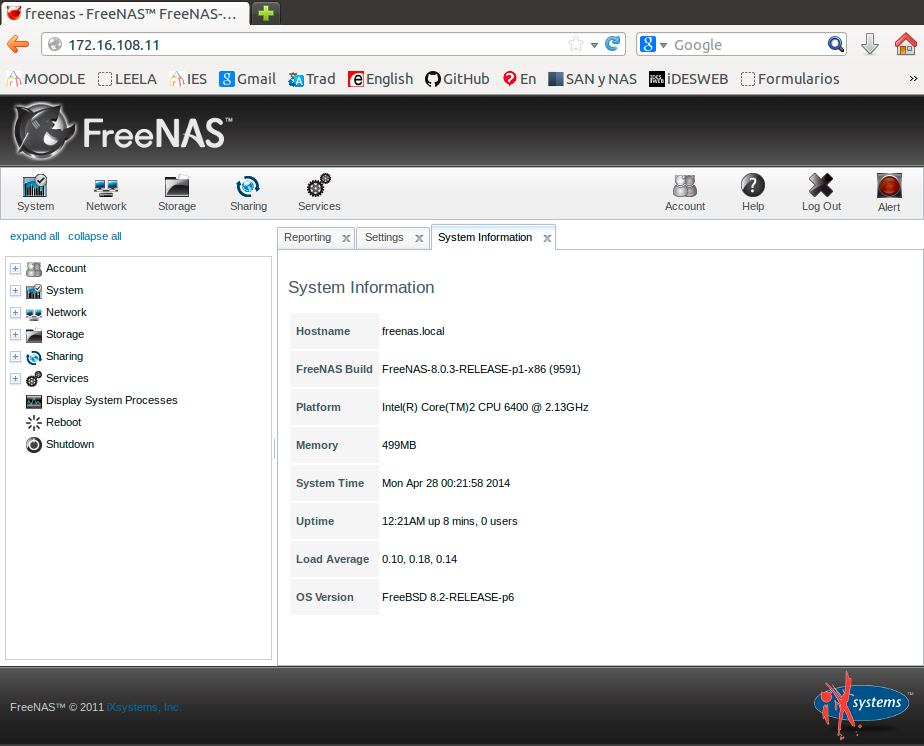 freenas - FreeNAS™ FreeNAS-...
172.16.108.11
Google
MOODLE LEELA IES Gmail Trad English GitHub En SAN y NAS iDESWEB Formularios »
FreeNAS™
System Network Storage Sharing Services Account Help Log Out Alert
expand all collapse all
Reporting x Settings x System Information x
Account
System
Network
Storage
Sharing
Services
Display System Processes
Reboot
Shutdown
System Information
Hostname freenas.local
FreeNAS Build FreeNAS-8.0.3-RELEASE-p1-x86 (9591)
Platform Intel(R) Core(TM)2 CPU 6400 @ 2.13GHz
Memory 499MB
System Time Mon Apr 28 00:21:58 2014
Uptime 12:21AM up 8 mins, 0 users
Load Average 0.10, 0.18, 0.14
OS Version FreeBSD 8.2-RELEASE-p6
FreeNAS™ © 2011 iXsystems, Inc.
iXsystems™